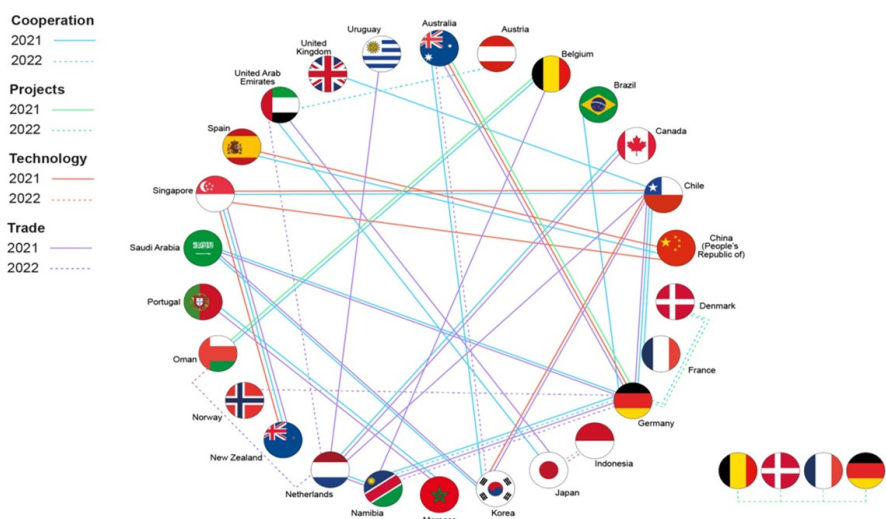 Cooperation
2021
2022
Projects
2021
2022
Technology
2021
2022
Trade
2021
2022
Uruguay
Australia
Austria
United
Kingdom
Belgium
United Arab
Emirates
Brazil
Spain
Canada
Singapore
Chile
Saudi Arabia
China
(People's
Republic of)
Portugal
Denmark
Oman
France
Norway
Germany
New Zealand
Indonesia
Netherlands
Namibia
Korea
Japan